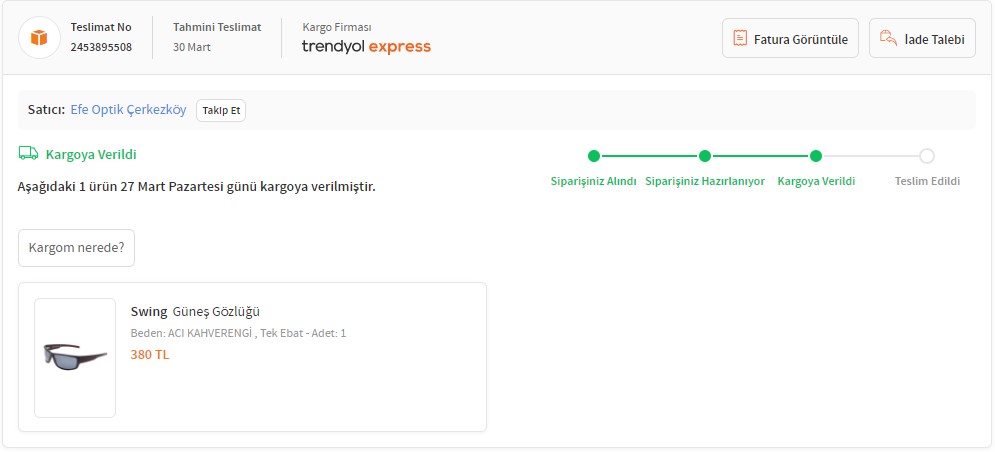 Teslimat No
2453895508
Tahmini Teslimat
30 Mart
Kargo Firması
trendyol express
Fatura Görüntüle
İade Talebi
Satıcı: Efe Optik Çerkezköy Takip Et
Kargoya Verildi
Aşağıdaki 1 ürün 27 Mart Pazartesi günü kargoya verilmiştir.
Siparişiniz Alındı Siparişiniz Hazırlanıyor Kargoya Verildi Teslim Edildi
Kargom nerede?
Swing Güneş Gözlüğü
Beden: ACI KAHVERENGİ , Tek Ebat - Adet: 1
380 TL